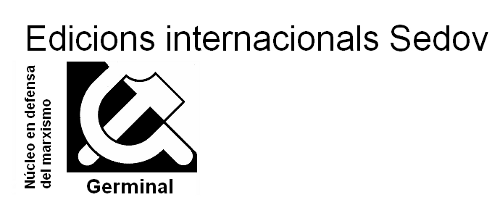 Edicions internacionals Sedov
Núcleo en defensa
del marxismo
Germinal